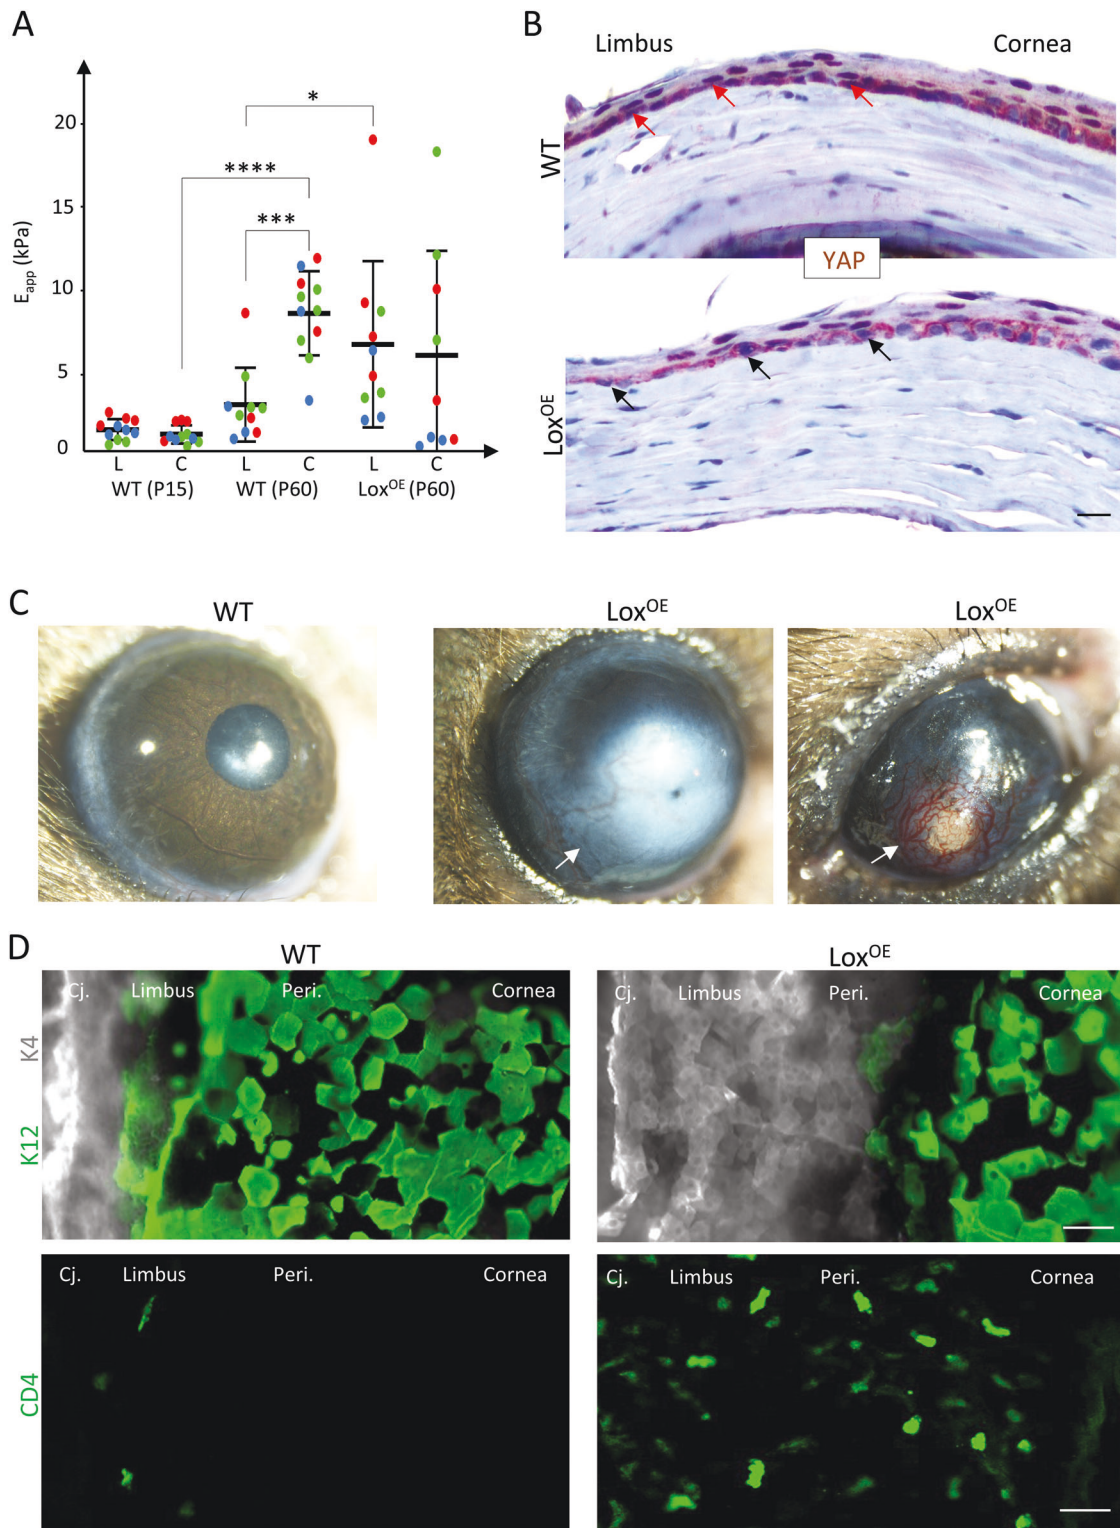 A
20
15
10
5
0
E_app (kPa)
*
****
***
L C L C L C
WT (P15) WT (P60) Lox^OE (P60)
B
Limbus Cornea
WT
YAP
Lox^OE
C
WT Lox^OE Lox^OE
D
WT Lox^OE
K12 K4
Cj. Limbus Peri. Cornea
Cj. Limbus Peri. Cornea
CD4
Cj. Limbus Peri. Cornea
Cj. Limbus Peri. Cornea